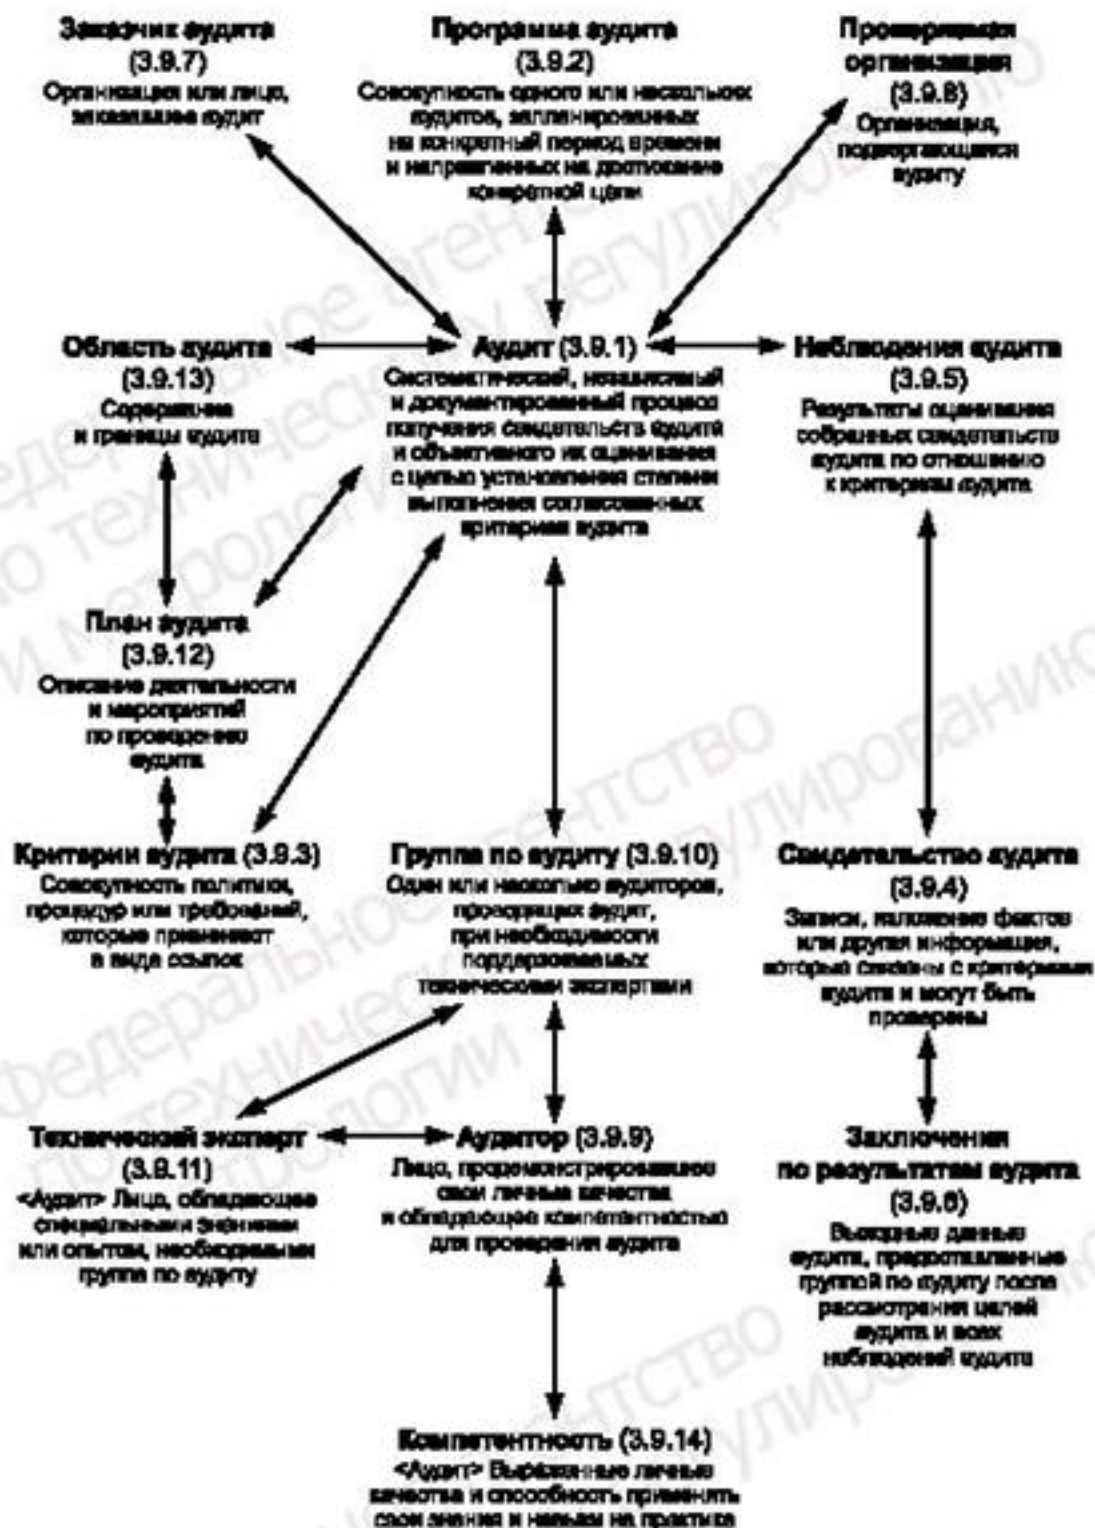 Заказчик аудита
(3.9.7)
Организация или лицо,
заказавшие аудит
Программа аудита
(3.9.2)
Совокупность одного или нескольких
аудитов, запланированных
на конкретный период времени
и направленных на достижение
конкретной цели
Проверяемая
организация
(3.9.8)
Организация,
подвергающаяся
аудиту
Область аудита
(3.9.13)
Содержание
и границы аудита
Аудит (3.9.1)
Систематический, независимый
и документированный процесс
получения свидетельств аудита
и объективного их оценивания
с целью установления степени
выполнения согласованных
критериев аудита
Наблюдения аудита
(3.9.5)
Результаты оценивания
собранных свидетельств
аудита по отношению
к критериям аудита
План аудита
(3.9.12)
Описание деятельности
и мероприятий
по проведению
аудита
Критерии аудита (3.9.3)
Совокупность политики,
процедур или требований,
которые применяют
в виде ссылок
Группа по аудиту (3.9.10)
Один или несколько аудиторов,
проводящих аудит,
при необходимости
поддерживаемых
техническими экспертами
Свидетельство аудита
(3.9.4)
Записи, изложение фактов
или другая информация,
которые связаны с критериями
аудита и могут быть
проверены
Технический эксперт
(3.9.11)
<Аудит> Лицо, обладающее
специальными знаниями
или опытом, необходимыми
группе по аудиту
Аудитор (3.9.9)
Лицо, продемонстрировавшее
свои личные качества
и обладающее компетентностью
для проведения аудита
Заключения
по результатам аудита
(3.9.6)
Выходные данные
аудита, предоставленные
группой по аудиту после
рассмотрения целей
аудита и всех
наблюдений аудита
Компетентность (3.9.14)
<Аудит> Выраженные личные
качества и способность применять
свои знания и навыки на практике
Федеральное агентство
по техническому регулированию
и метрологии